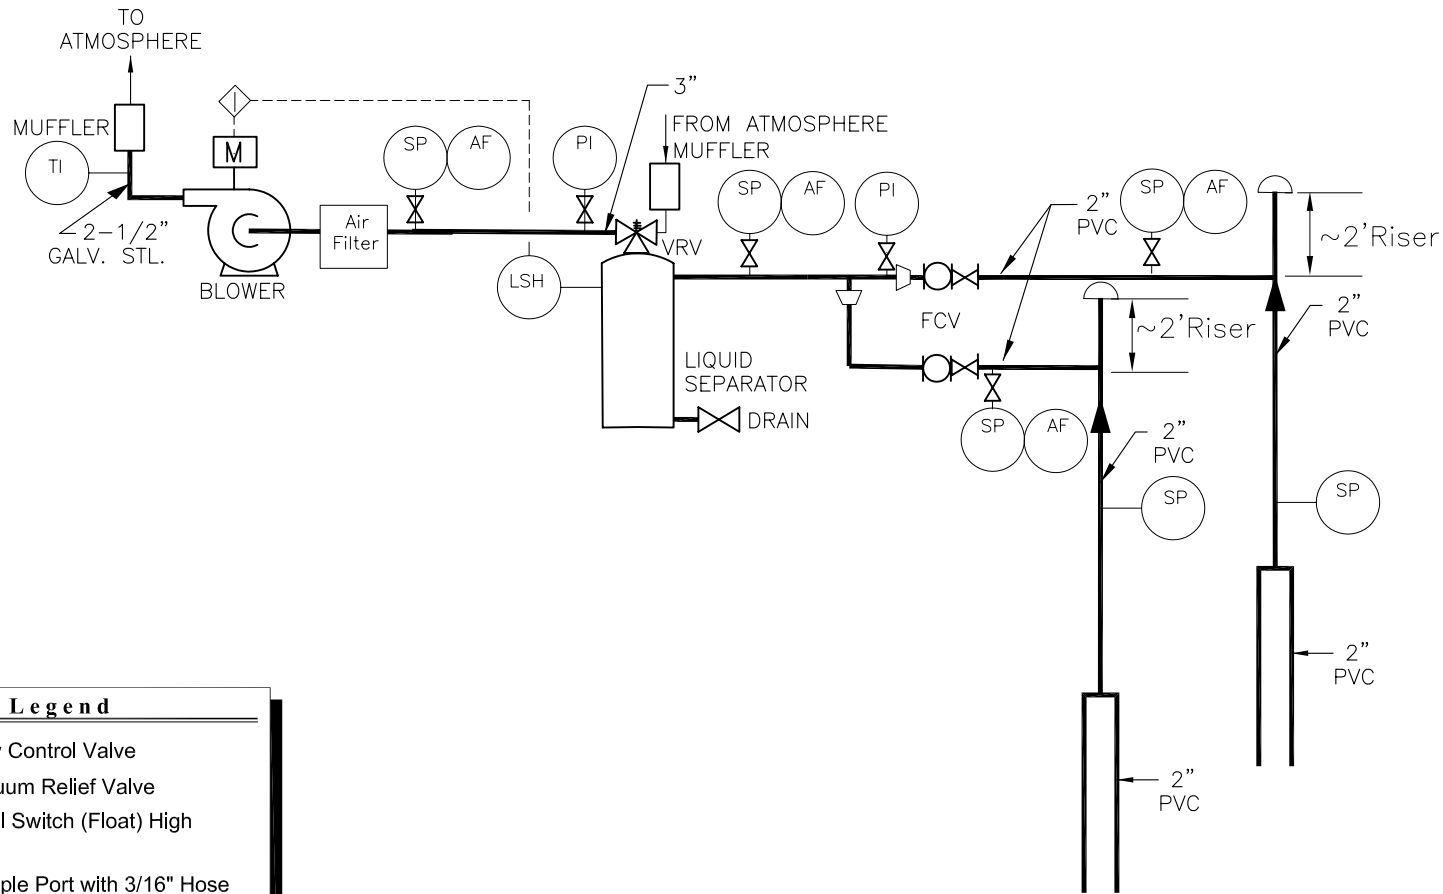 TO
ATMOSPHERE
MUFFLER
TI
M
2-1/2”
GALV. STL.
BLOWER
Air
Filter
SP
AF
PI
3”
FROM ATMOSPHERE
MUFFLER
VRV
LSH
LIQUID
SEPARATOR
DRAIN
SP
AF
PI
FCV
2”
PVC
SP
AF
~2’Riser
~2’Riser
2”
PVC
SP
AF
2”
PVC
SP
SP
2”
PVC
2”
PVC
Legend
Control Valve
Relief Valve
Switch (Float) High
Port with 3/16" Hose